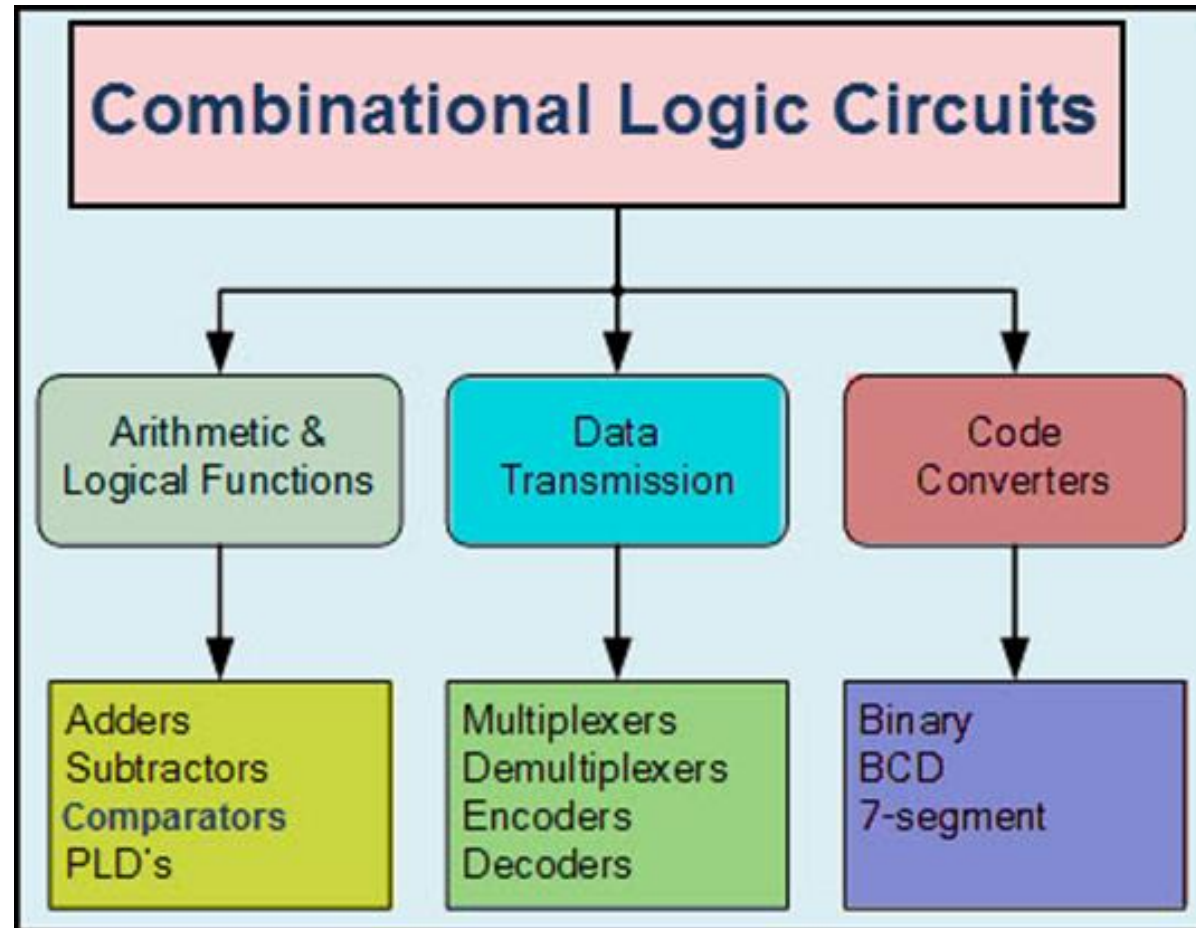 Combinational Logic Circuits
Arithmetic &
Logical Functions
Data
Transmission
Code
Converters
Adders
Subtractors
Comparators
PLD's
Multiplexers
Demultiplexers
Encoders
Decoders
Binary
BCD
7-segment